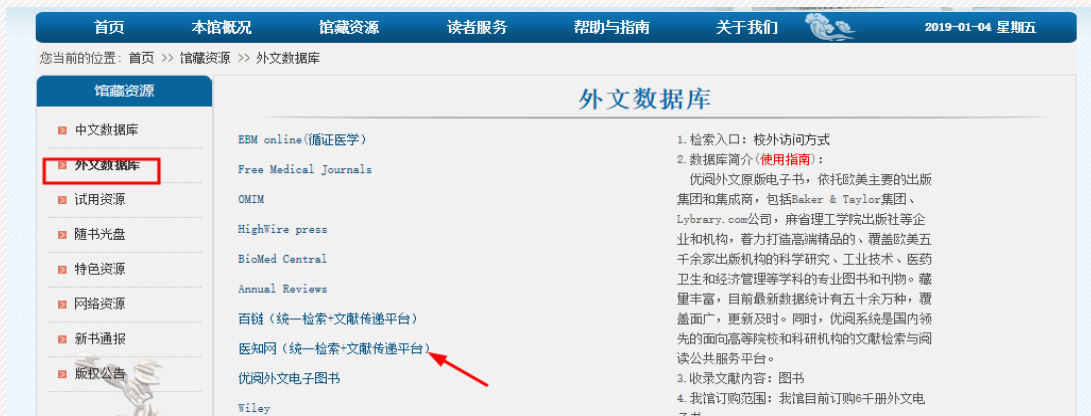 首页 本馆概况 馆藏资源 读者服务 帮助与指南 关于我们 2019-01-04 星期五
您当前的位置: 首页 >> 馆藏资源 >> 外文数据库
馆藏资源
中文数据库
外文数据库
试用资源
随书光盘
特色资源
网络资源
新书通报
版权公告
外文数据库
EBM online(循证医学)
Free Medical Journals
OMIM
HighWire press
BioMed Central
Annual Reviews
百链（统一检索+文献传递平台）
医知网（统一检索+文献传递平台）
优阅外文电子图书
Wiley
1.检索入口: 校外访问方式
2.数据库简介(使用指南):
优阅外文原版电子书，依托欧美主要的出版
集团和集成商，包括Baker & Taylor集团、
Lybrary.com公司，麻省理工学院出版社等企
业和机构，着力打造高端精品的、覆盖欧美五
千余家出版机构的科学研究、工业技术、医药
卫生和经济管理等学科的专业图书和刊物。藏
量丰富，目前最新数据统计有五十余万种，覆
盖面广，更新及时。同时，优阅系统是国内领
先的面向高等院校和科研机构的文献检索与阅
读公共服务平台。
3.收录文献内容: 图书
4.我馆订购范围: 我馆目前订购6千册外文电